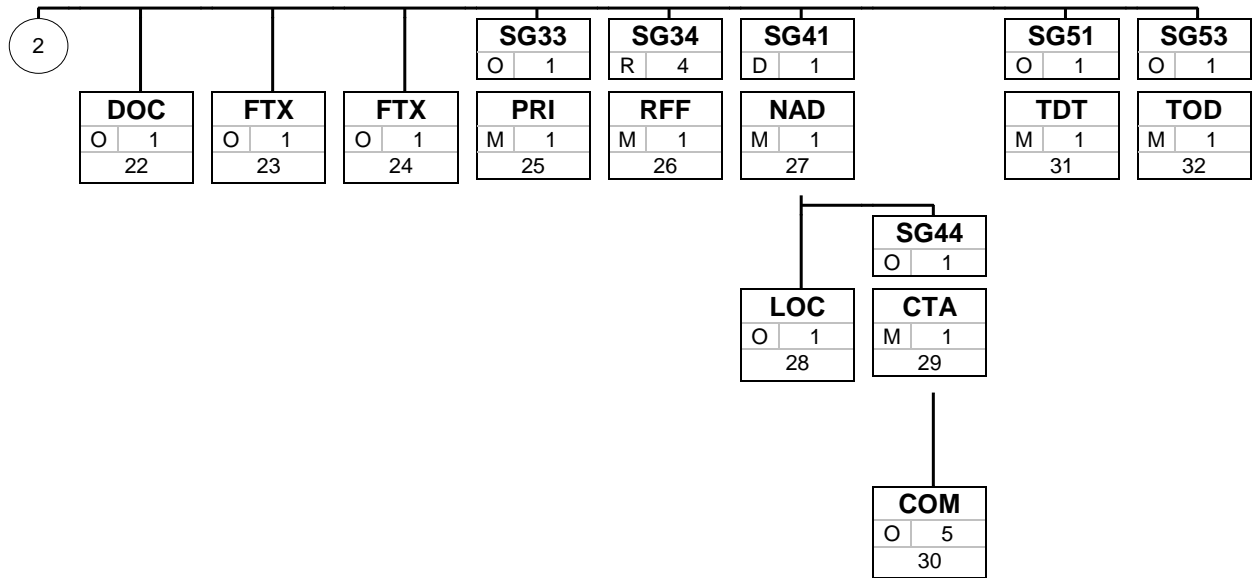 2
SG33 SG34 SG41 SG51 SG53
O 1 R 4 D 1 O 1 O 1
DOC FTX FTX PRI RFF NAD TDT TOD
O 1 O 1 O 1 M 1 M 1 M 1 M 1 M 1
22 23 24 25 26 27 31 32
SG44
O 1
LOC CTA
O 1 M 1
28 29
COM
O 5
30